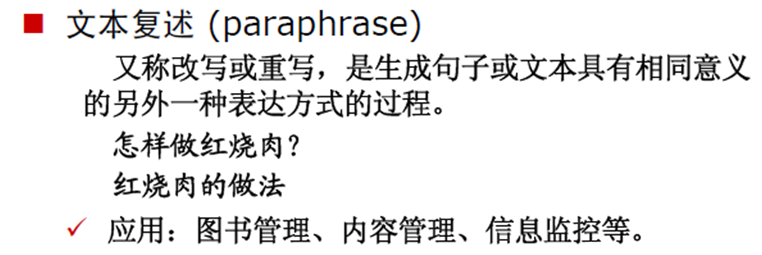 文本复述 (paraphrase)
又称改写或重写，是生成句子或文本具有相同意义
的另外一种表达方式的过程。
怎样做红烧肉？
红烧肉的做法
✓ 应用：图书管理、内容管理、信息监控等。